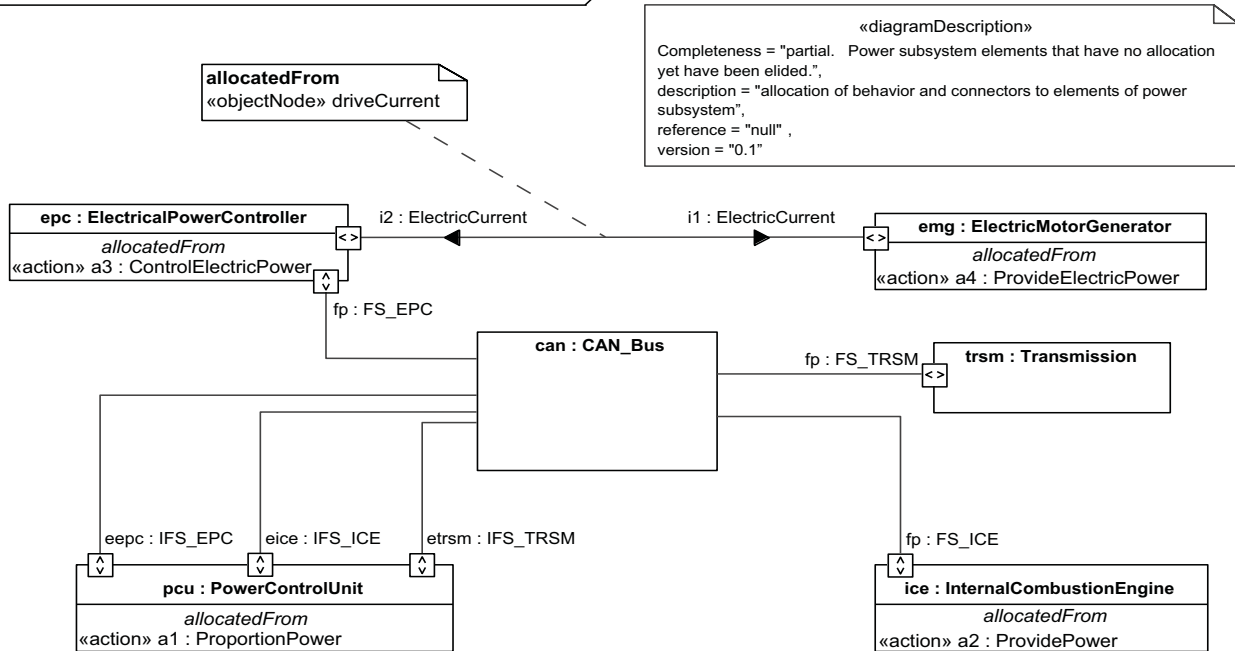 «diagramDescription»
Completeness = "partial. Power subsystem elements that have no allocation
yet have been elided.”,
description = "allocation of behavior and connectors to elements of power
subsystem”,
reference = "null" ,
version = "0.1”
allocatedFrom
«objectNode» driveCurrent
epc : ElectricalPowerController
allocatedFrom
«action» a3 : ControlElectricPower
i2 : ElectricCurrent
i1 : ElectricCurrent
emg : ElectricMotorGenerator
allocatedFrom
«action» a4 : ProvideElectricPower
fp : FS_EPC
can : CAN_Bus
fp : FS_TRSM
trsm : Transmission
eepc : IFS_EPC
eice : IFS_ICE
etrsm : IFS_TRSM
fp : FS_ICE
pcu : PowerControlUnit
allocatedFrom
«action» a1 : ProportionPower
ice : InternalCombustionEngine
allocatedFrom
«action» a2 : ProvidePower